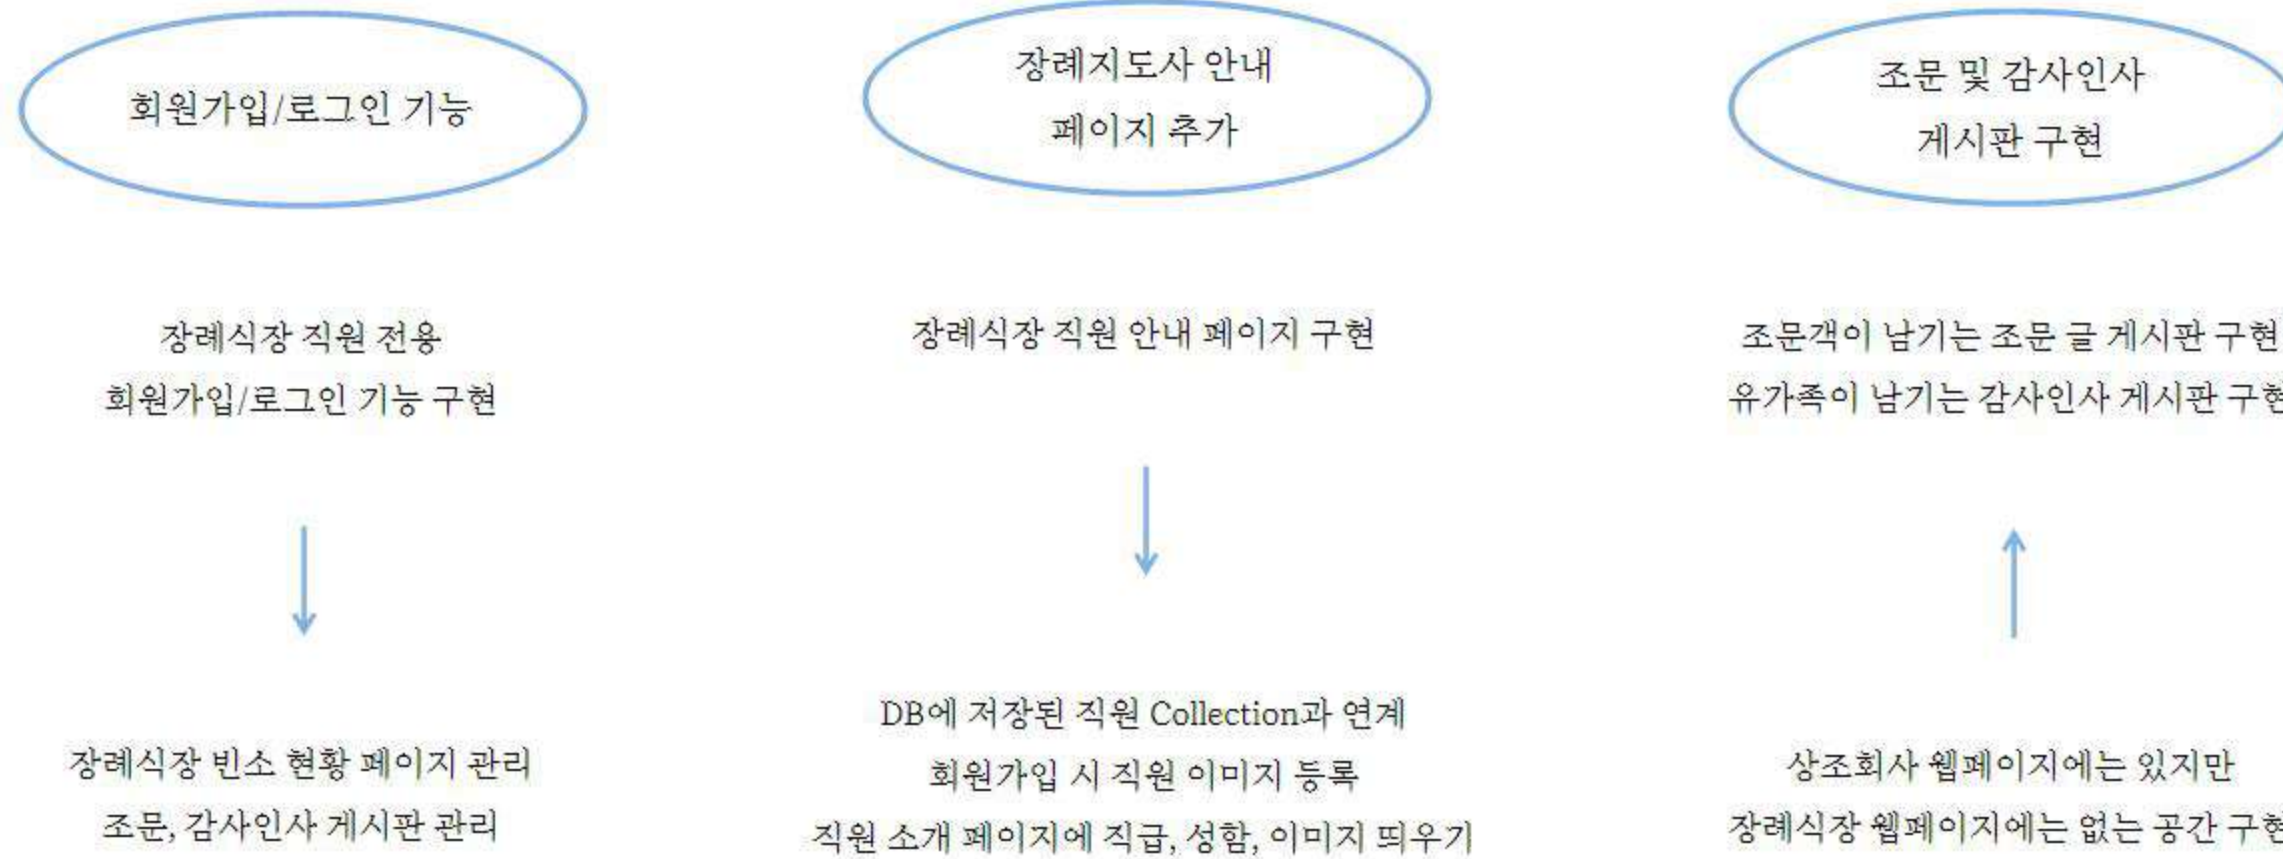 회원가입/로그인 기능
장례식장 직원 전용
회원가입/로그인 기능 구현
장례식장 빈소 현황 페이지 관리
조문, 감사인사 게시판 관리
장례지도사 안내
페이지 추가
장례식장 직원 안내 페이지 구현
DB에 저장된 직원 Collection과 연계
회원가입 시 직원 이미지 등록
직원 소개 페이지에 직급, 성함, 이미지 띄우기
조문 및 감사인사
게시판 구현
조문객이 남기는 조문 글 게시판 구현
유가족이 남기는 감사인사 게시판 구현
상조회사 웹페이지에는 있지만
장례식장 웹페이지에는 없는 공간 구현